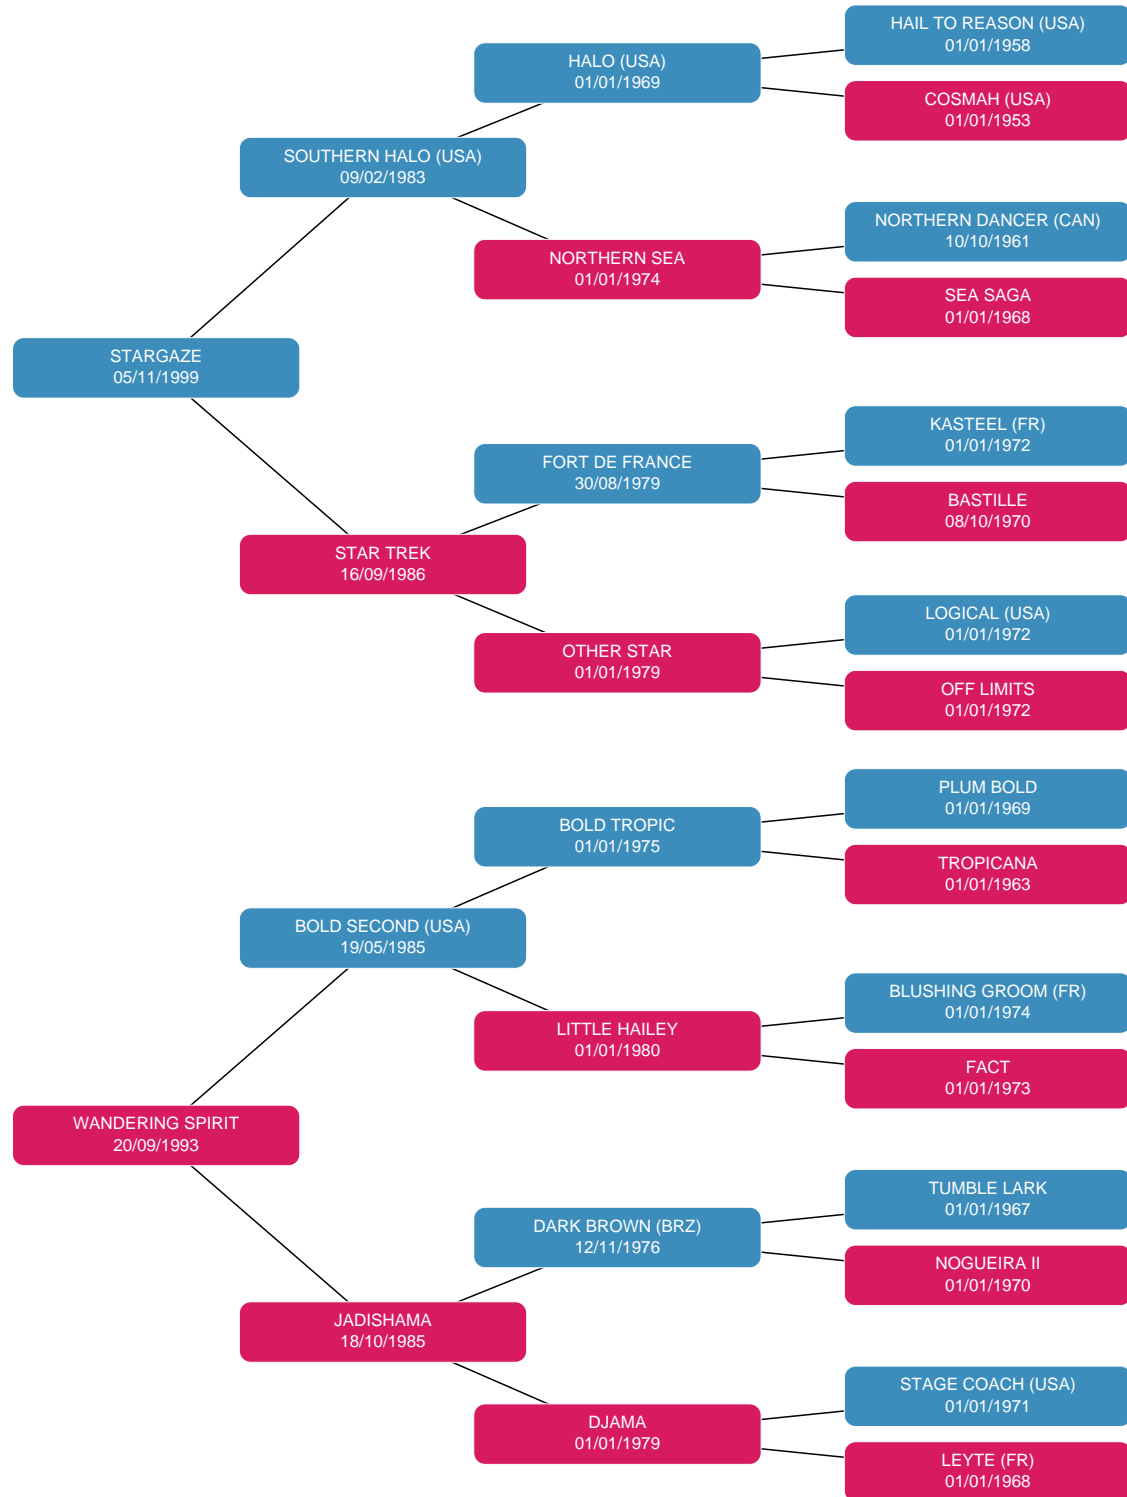 HAIL TO REASON (USA)
01/01/1958
HALO (USA)
01/01/1969
COSMAH (USA)
01/01/1953
SOUTHERN HALO (USA)
09/02/1983
NORTHERN DANCER (CAN)
10/10/1961
NORTHERN SEA
01/01/1974
SEA SAGA
01/01/1968
STARGAZE
05/11/1999
KASTEEL (FR)
01/01/1972
FORT DE FRANCE
30/08/1979
BASTILLE
08/10/1970
STAR TREK
16/09/1986
LOGICAL (USA)
01/01/1972
OTHER STAR
01/01/1979
OFF LIMITS
01/01/1972
PLUM BOLD
01/01/1969
BOLD TROPIC
01/01/1975
TROPICANA
01/01/1963
BOLD SECOND (USA)
19/05/1985
BLUSHING GROOM (FR)
01/01/1974
LITTLE HAILEY
01/01/1980
FACT
01/01/1973
WANDERING SPIRIT
20/09/1993
TUMBLE LARK
01/01/1967
DARK BROWN (BRZ)
12/11/1976
NOGUEIRA II
01/01/1970
JADISHAMA
18/10/1985
STAGE COACH (USA)
01/01/1971
DJAMA
01/01/1979
LEYTE (FR)
01/01/1968